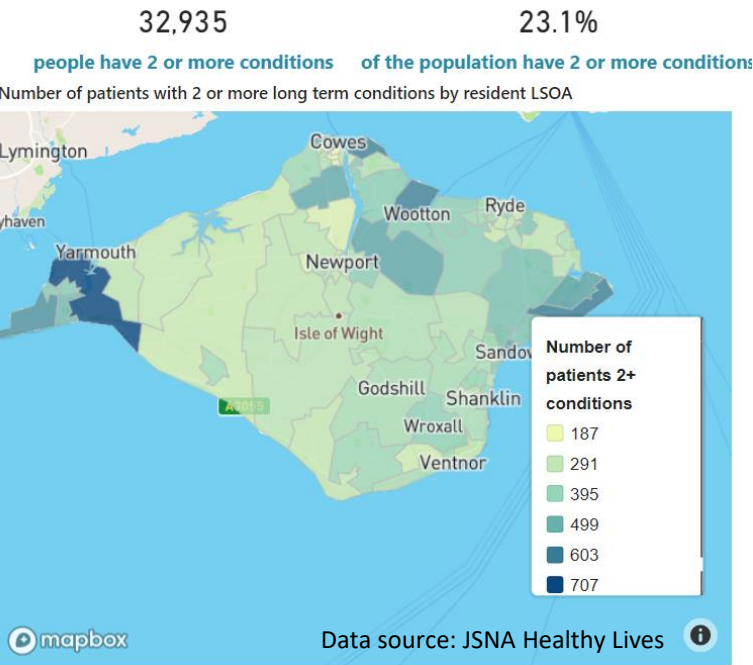 32,935
23.1%
people have 2 or more conditions
of the population have 2 or more conditions
Number of patients with 2 or more long term conditions by resident LSOA
Lymington
Cowes
yhaven
Wootton
Ryde
Yarmouth
Newport
Isle of Wight
Sandow
Godshill
Shanklin
A3055
Wroxall
Ventnor
Number of
patients 2+
conditions
187
291
395
499
603
707
mapbox
Data source: JSNA Healthy Lives
i